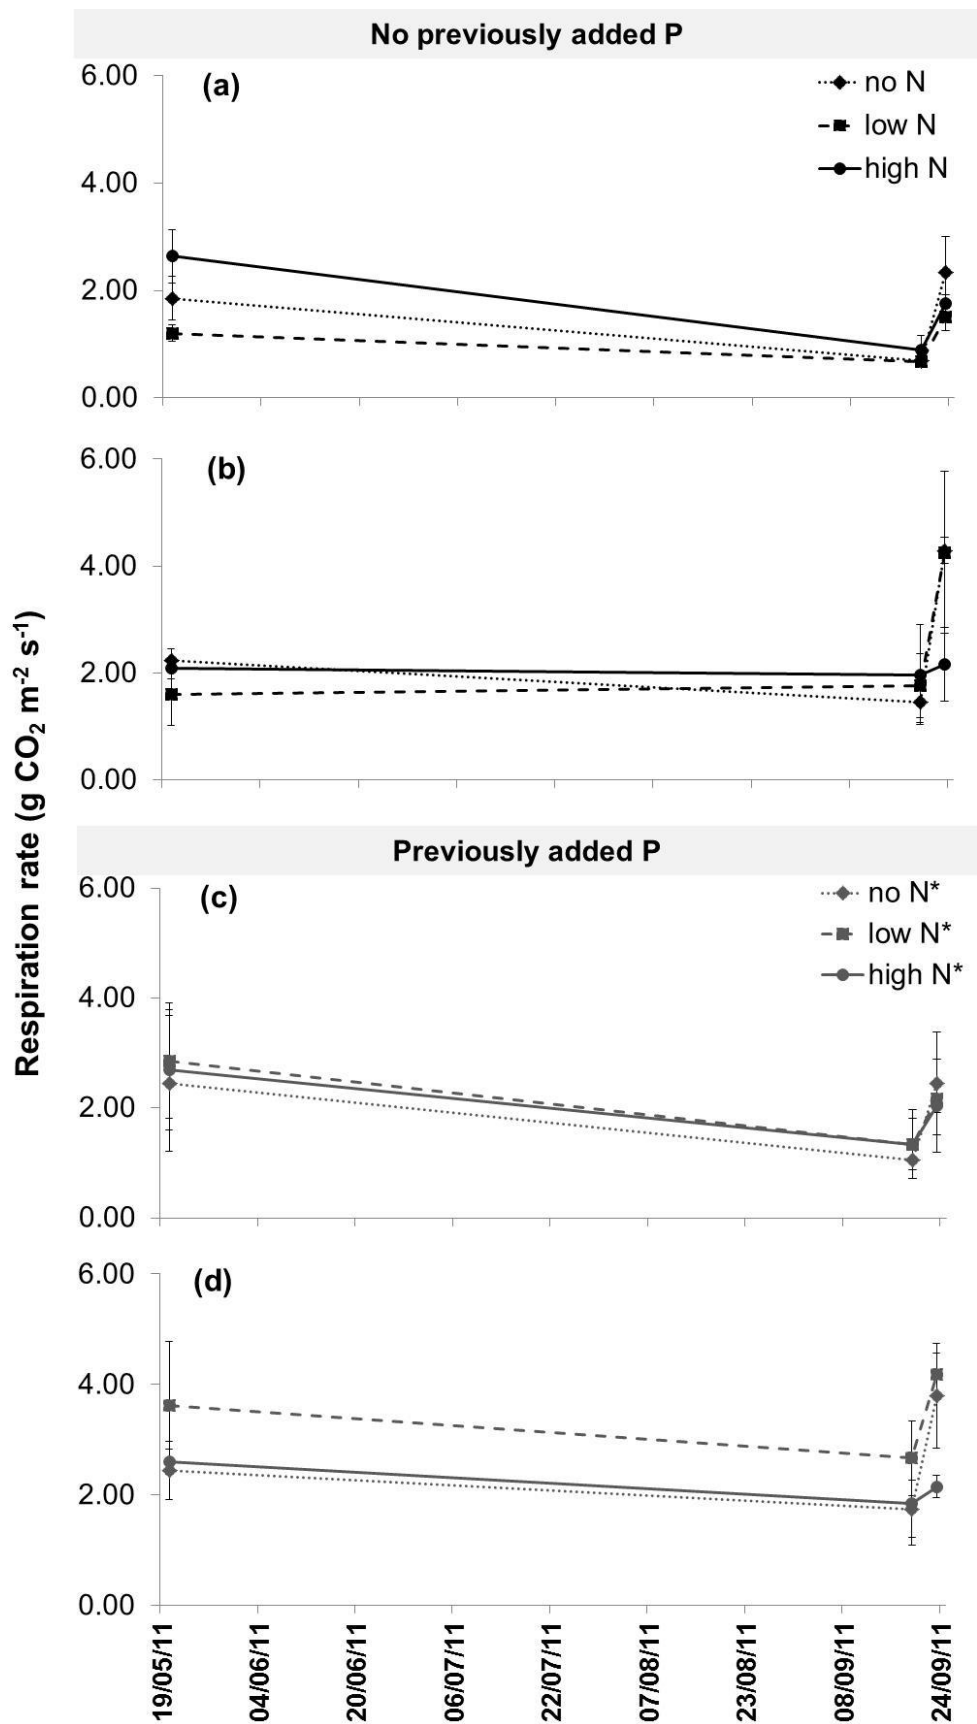 No previously added P
(a)
6.00
4.00
2.00
0.00
no N
low N
high N
(b)
6.00
4.00
2.00
0.00
Respiration rate (g CO₂ m⁻² s⁻¹)
Previously added P
(c)
6.00
4.00
2.00
0.00
no N*
low N*
high N*
(d)
6.00
4.00
2.00
0.00
19/05/11
04/06/11
20/06/11
06/07/11
22/07/11
07/08/11
23/08/11
08/09/11
24/09/11